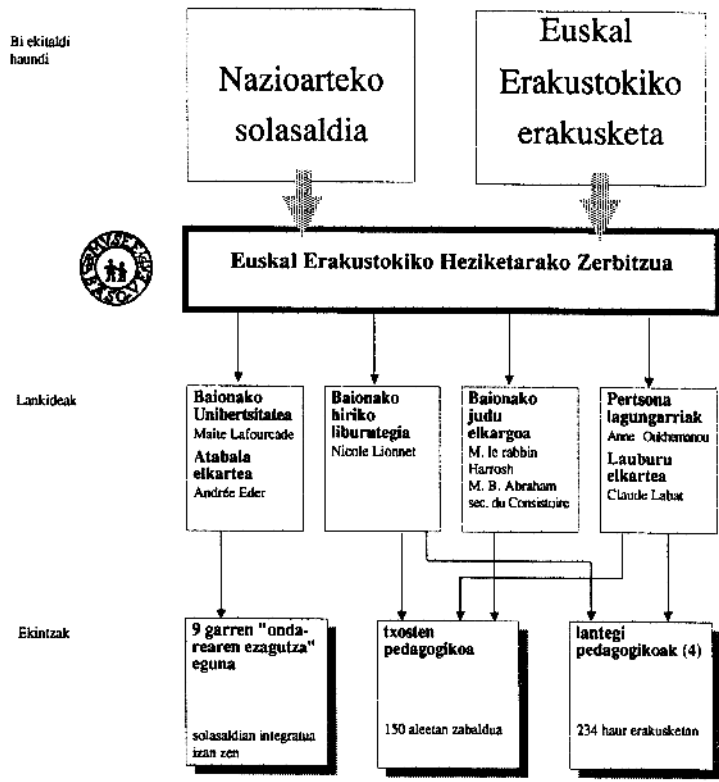 Bi ekitaldi
haundi
Nazioarteko
solasaldia
Euskal
Erakustokiko
erakusketa
MVSEE
BASQVE
Euskal Erakustokiko Heziketarako Zerbitzua
Lankideak
Baionako
Unibertsitatea
Maite Lafourcade
Atabala
elkartea
Andrée Eder
Baionako
hiriko
liburutegia
Nicole Lionnet
Baionako
judu
elkargoa
M. le rabbin
Harrosh
M. B. Abraham
sec. du Consistoire
Pertsona
lagungarriak
Anne Oukhemanou
Lauburu
elkartea
Claude Labat
Ekintzak
9 garren "onda-
rearen ezagutza"
eguna
solasaldian integratua
izan zen
txosten
pedagogikoa
150 aleetan zabaldua
lantegi
pedagogikoak (4)
234 haur erakusketan